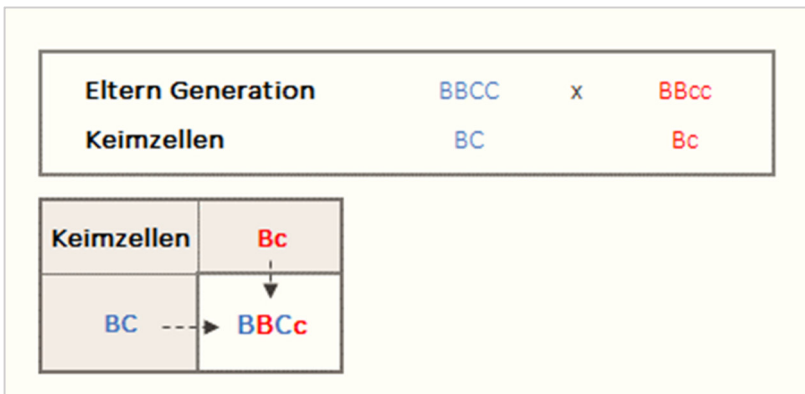 Eltern Generation BBCC x BBcc
Keimzellen BC Bc
Keimzellen Bc
BC BBCc